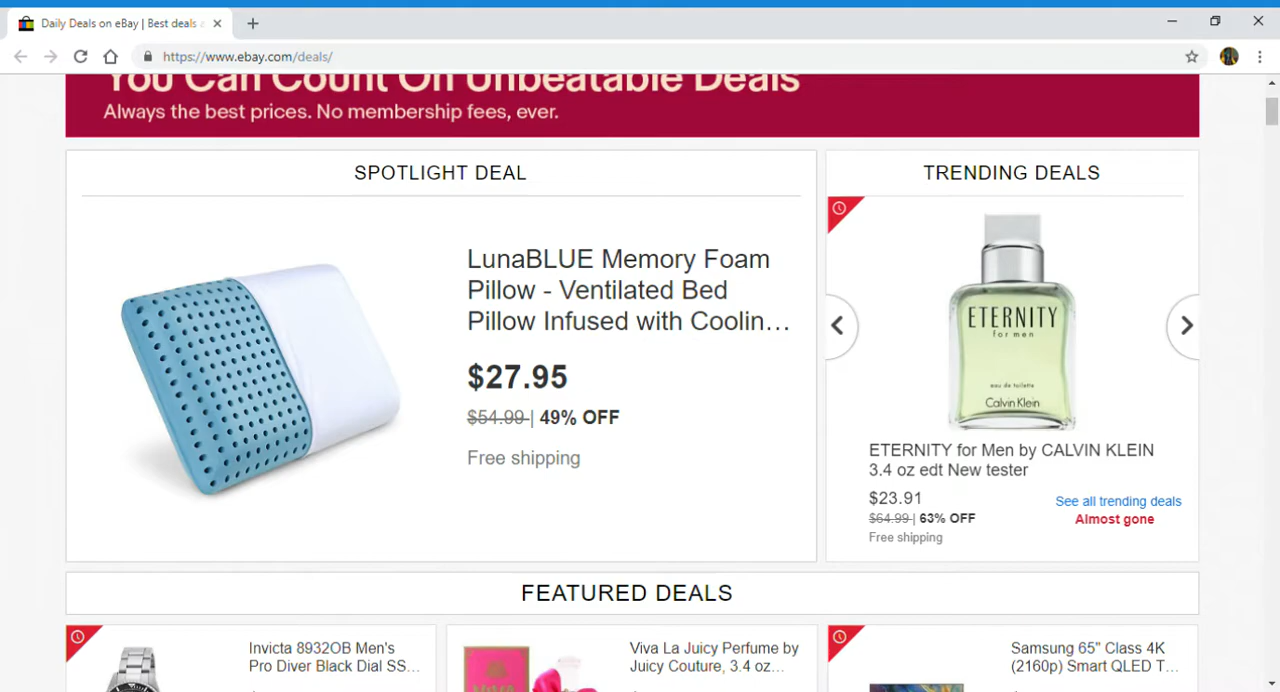 Daily Deals on eBay | Best deals a
https://www.ebay.com/deals/
You Can Count On Unbeatable Deals
Always the best prices. No membership fees, ever.
SPOTLIGHT DEAL
LunaBLUE Memory Foam
Pillow - Ventilated Bed
Pillow Infused with Coolin...
$27.95
$54.99 | 49% OFF
Free shipping
TRENDING DEALS
ETERNITY
for men
eau de toilette
Calvin Klein
ETERNITY for Men by CALVIN KLEIN
3.4 oz edt New tester
$23.91
$64.99 | 63% OFF
Free shipping
See all trending deals
Almost gone
FEATURED DEALS
Invicta 8932OB Men's
Pro Diver Black Dial SS...
Viva La Juicy Perfume by
Juicy Couture, 3.4 oz...
Samsung 65" Class 4K
(2160p) Smart QLED T...